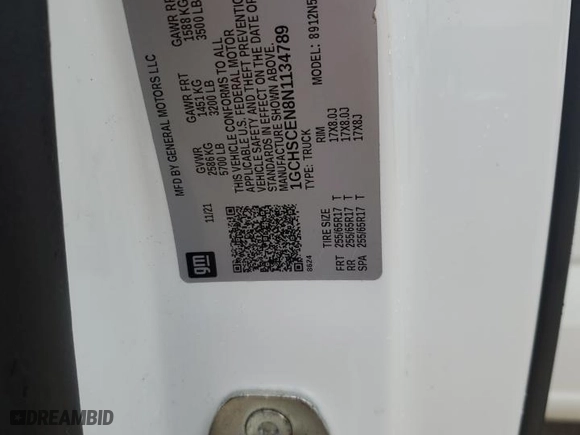 MFD BY GENERAL MOTORS LLC
11/21
GVWR
2586 KG
5700 LB
GAWR FRT
1451 KG
3200 LB
GAWR RR
1588 KG
3500 LB
THIS VEHICLE CONFORMS TO ALL
APPLICABLE U.S. FEDERAL MOTOR
VEHICLE SAFETY AND THEFT PREVENTION
STANDARDS IN EFFECT ON THE DATE OF
MANUFACTURE SHOWN ABOVE.
1GCHSCEN8N1134789
TYPE: TRUCK
MODEL: 8912N5
gm
8624
TIRE SIZE RIM
FRT 255/65R17 T 17X8.0J
RR 255/65R17 T 17X8.0J
SPA 255/65R17 T 17X8J
DREAMBID